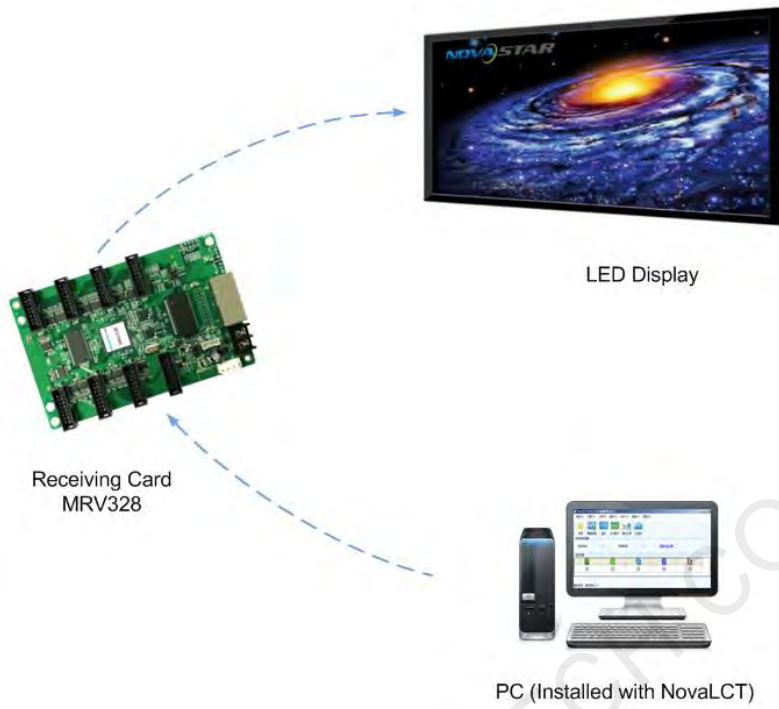 NOVASTAR
LED Display
Receiving Card
MRV328
PC (Installed with NovaLCT)